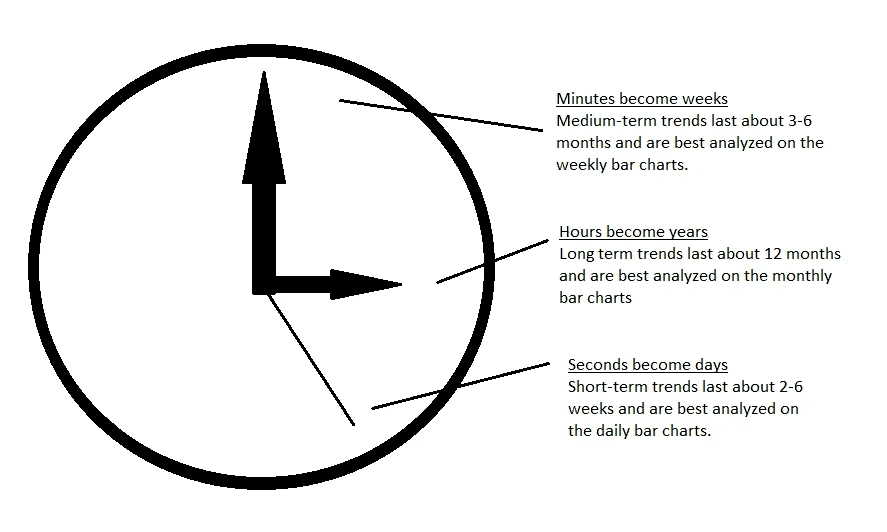 Minutes become weeks
Medium-term trends last about 3-6
months and are best analyzed on the
weekly bar charts.
Hours become years
Long term trends last about 12 months
and are best analyzed on the monthly
bar charts
Seconds become days
Short-term trends last about 2-6
weeks and are best analyzed on
the daily bar charts.